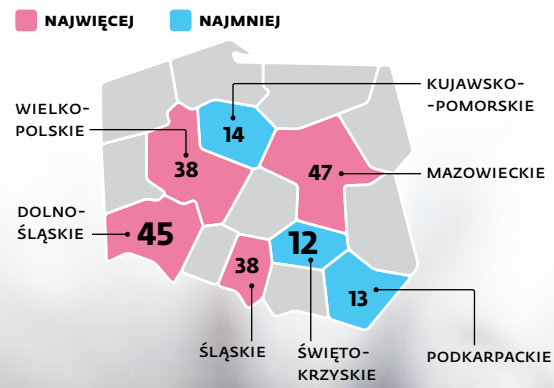 NAJWIĘCEJ
NAJMNIEJ
KUJAWSKO-
-POMORSKIE
WIELKO-
POLSKIE
14
38
47
MAZOWIECKIE
DOLNO-
ŚLĄSKIE
45
12
38
13
ŚLĄSKIE
ŚWIĘTO-
KRZYSKIE
PODKARPACKIE